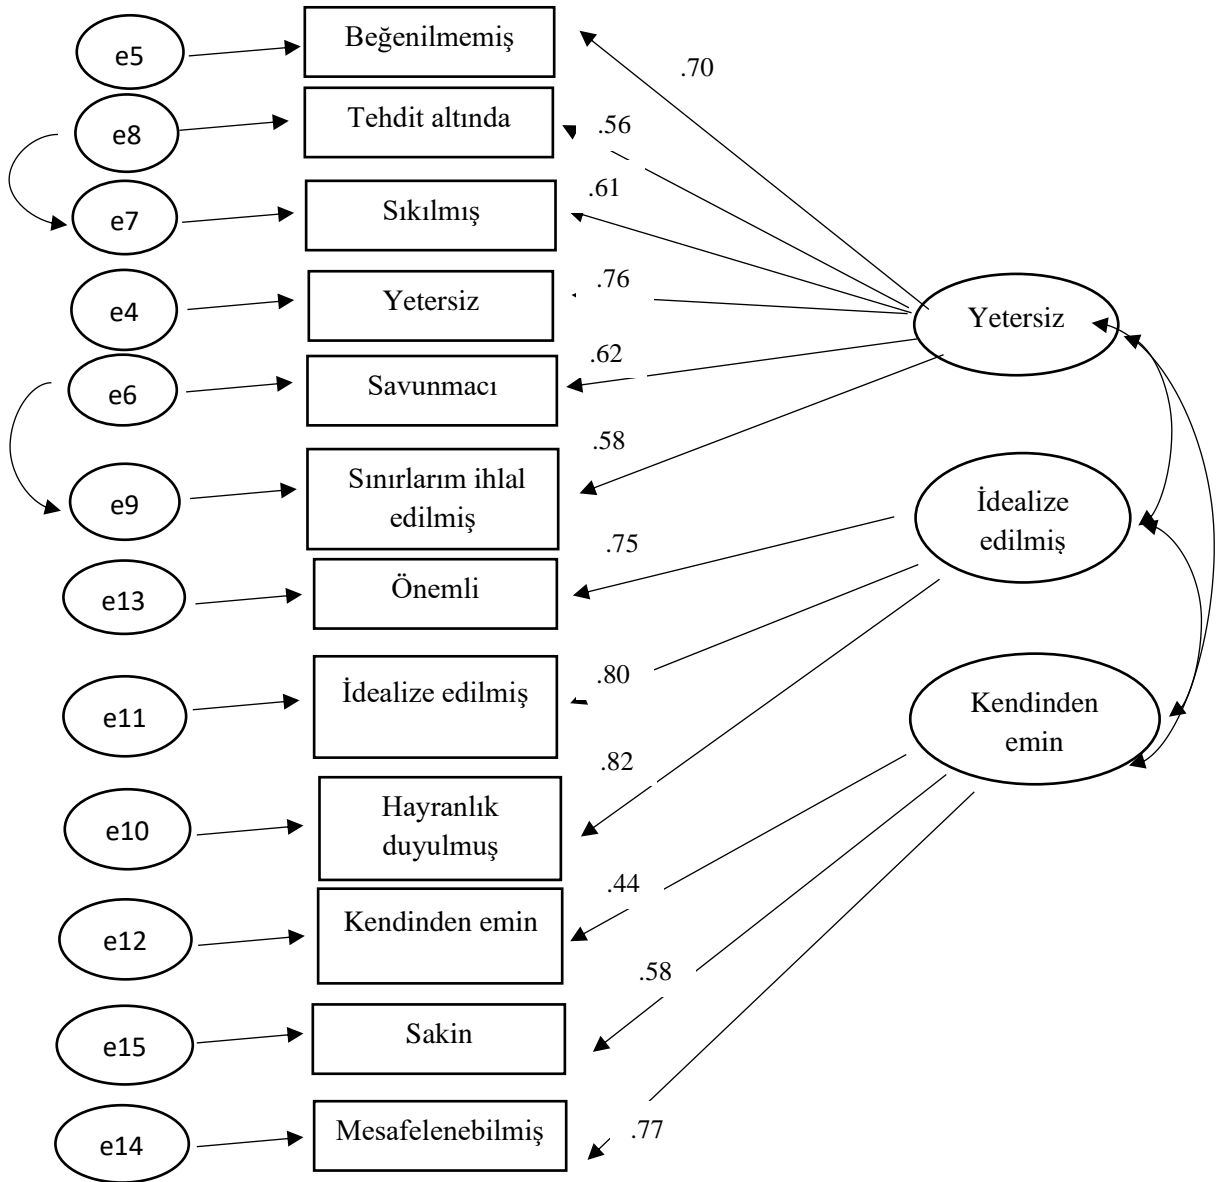 e5
Beğenilmemiş
.70
e8
Tehdit altında
.56
e7
Sıkılmış
.61
e4
Yetersiz
.76
Yetersiz
e6
Savunmacı
.62
e9
Sınırlarım ihlal
edilmiş
.58
İdealize
edilmiş
e13
Önemli
.75
e11
İdealize edilmiş
.80
Kendinden
emin
e10
Hayranlık
duyulmuş
.82
e12
Kendinden emin
.44
e15
Sakin
.58
e14
Mesafelenebilmiş
.77